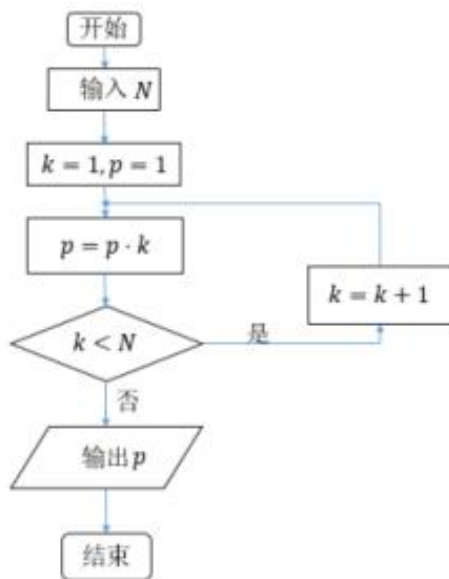 开始
输入 N
k = 1, p = 1
p = p · k
k = k + 1
k < N
是
否
输出 p
结束